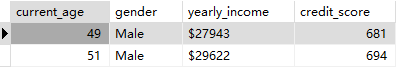 current_age gender yearly_income credit_score
49 Male $27943 681
51 Male $29622 694